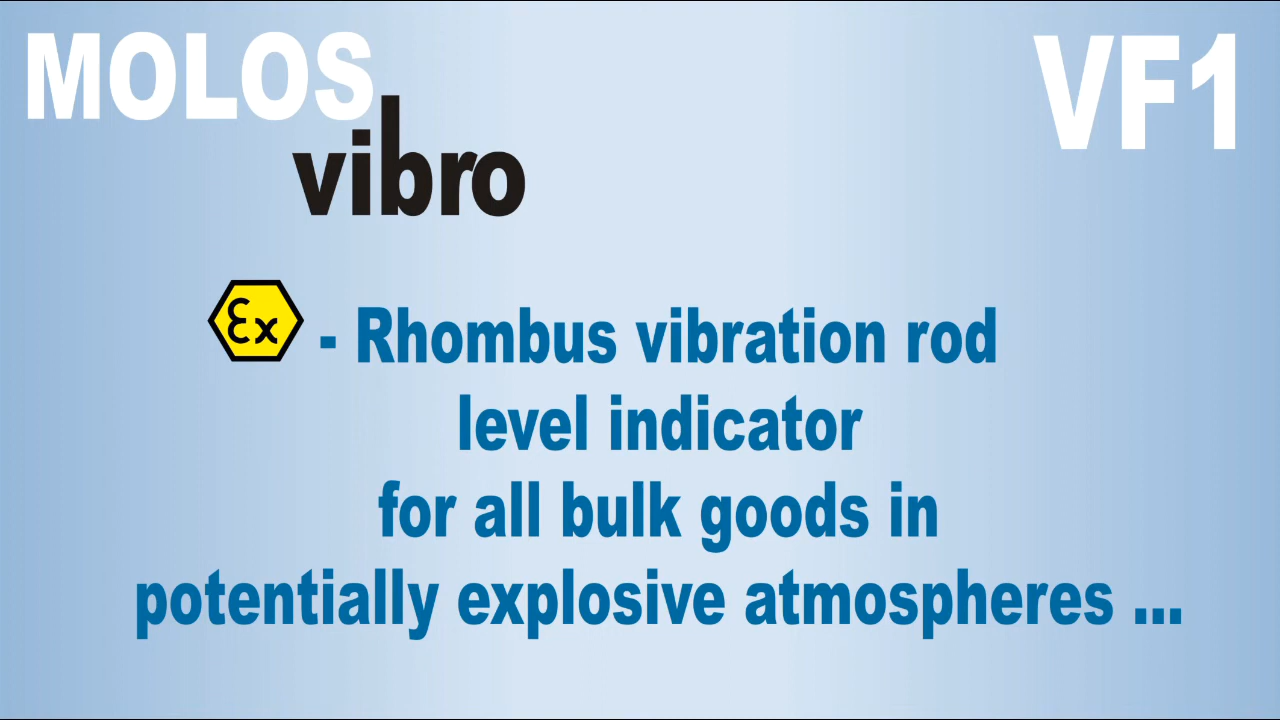 MOLOS
vibro
VF1
Ex - Rhombus vibration rod
level indicator
for all bulk goods in
potentially explosive atmospheres ...